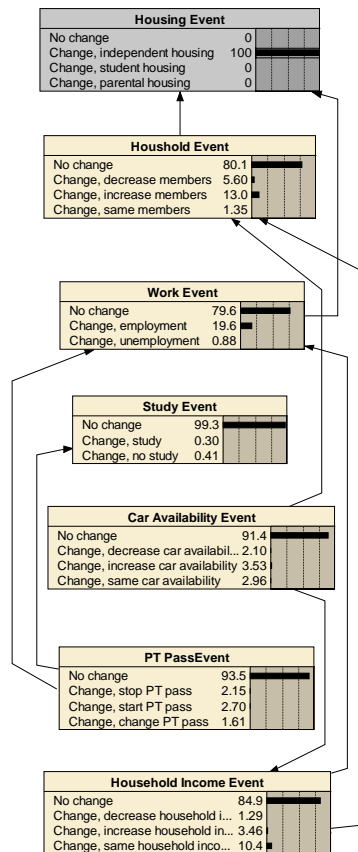 Housing Event
No change 0
Change, independent housing 100
Change, student housing 0
Change, parental housing 0
Houshold Event
No change 80.1
Change, decrease members 5.60
Change, increase members 13.0
Change, same members 1.35
Work Event
No change 79.6
Change, employment 19.6
Change, unemployment 0.88
Study Event
No change 99.3
Change, study 0.30
Change, no study 0.41
Car Availability Event
No change 91.4
Change, decrease car availabil... 2.10
Change, increase car availability 3.53
Change, same car availability 2.96
PT PassEvent
No change 93.5
Change, stop PT pass 2.15
Change, start PT pass 2.70
Change, change PT pass 1.61
Household Income Event
No change 84.9
Change, decrease household i... 1.29
Change, increase household in... 3.46
Change, same household inco... 10.4